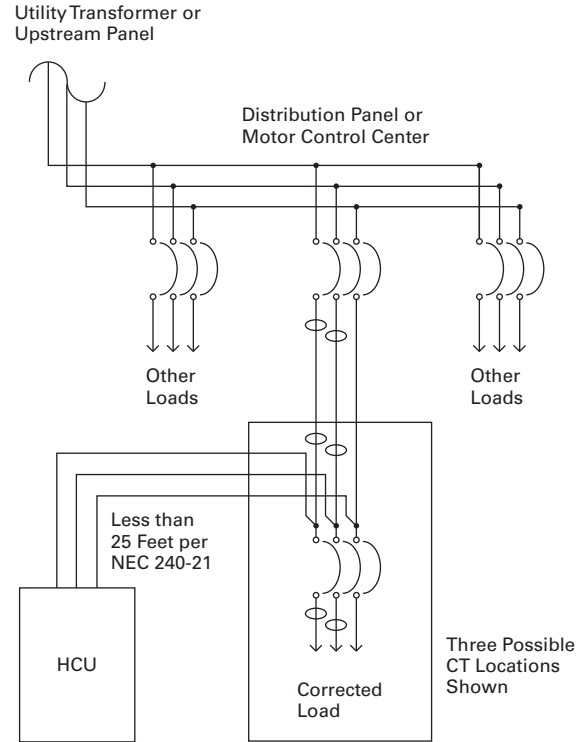 Utility Transformer or
Upstream Panel
Distribution Panel or
Motor Control Center
Other
Loads
Other
Loads
Less than
25 Feet per
NEC 240-21
HCU
Corrected
Load
Three Possible
CT Locations
Shown